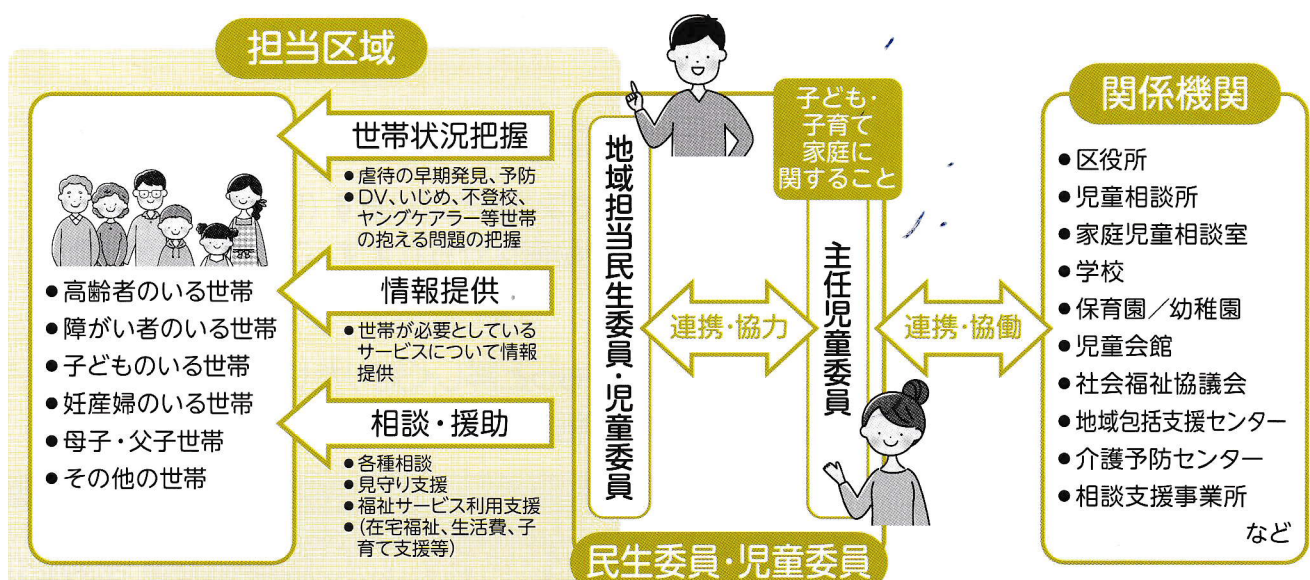 担当区域
世帯状況把握
●虐待の早期発見、予防
●DV、いじめ、不登校、
ヤングケアラー等世帯
の抱える問題の把握
情報提供
●世帯が必要としている
サービスについて情報
提供
相談・援助
●各種相談
●見守り支援
●福祉サービス利用支援
●(在宅福祉、生活費、子
育て支援等)
●高齢者のいる世帯
●障がい者のいる世帯
●子どものいる世帯
●妊産婦のいる世帯
●母子・父子世帯
●その他の世帯
地域担当民生委員・児童委員
連携・協力
子ども・
子育て
家庭に
関すること
主任児童委員
民生委員・児童委員
連携・協働
関係機関
●区役所
●児童相談所
●家庭児童相談室
●学校
●保育園/幼稚園
●児童会館
●社会福祉協議会
●地域包括支援センター
●介護予防センター
●相談支援事業所
など